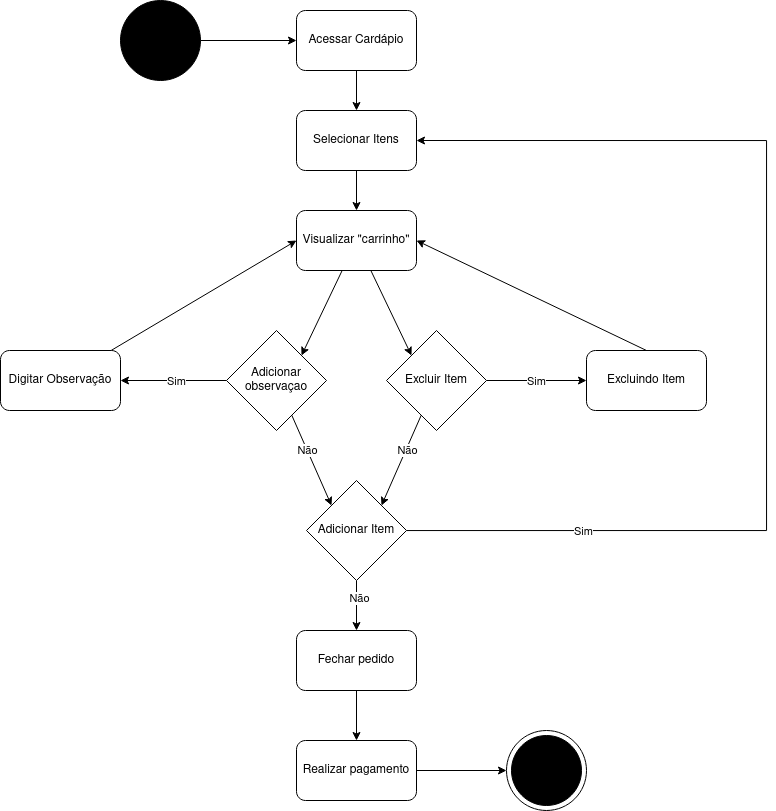 Acessar Cardápio
Selecionar Itens
Visualizar "carrinho"
Digitar Observação
Sim
Adicionar
observaçao
Excluir Item
Sim
Excluindo Item
Não
Não
Adicionar Item
Sim
Não
Fechar pedido
Realizar pagamento